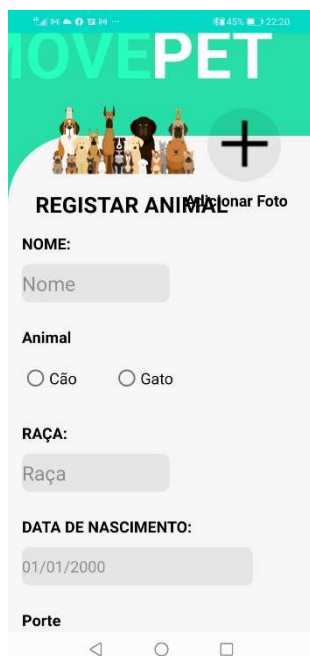 45% 22:20
MOVEPET
Adicionar Foto
REGISTAR ANIMAL
NOME:
Nome
Animal
Cão Gato
RAÇA:
Raça
DATA DE NASCIMENTO:
01/01/2000
Porte